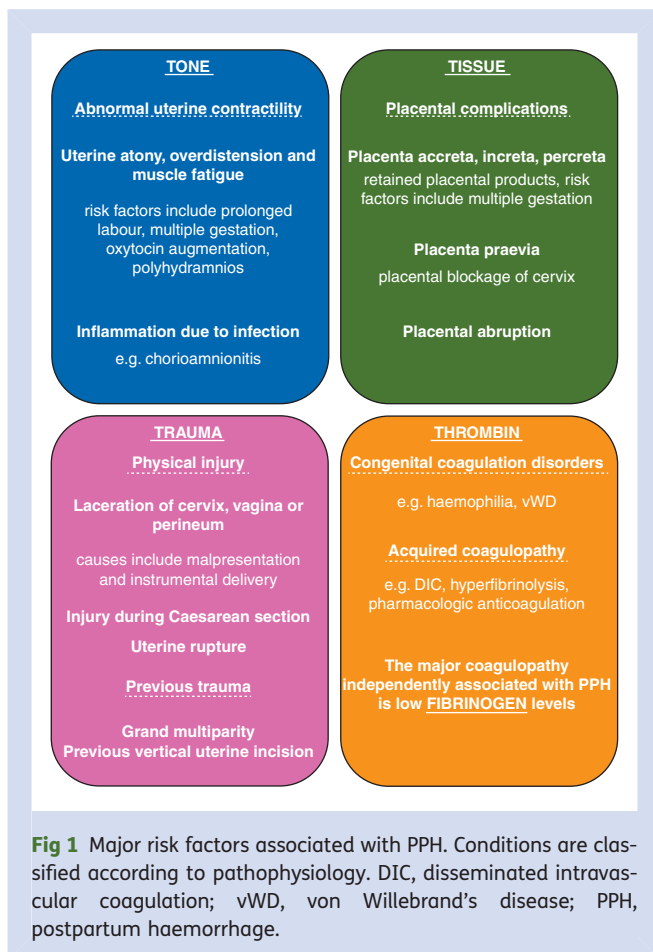 TONE
Abnormal uterine contractility
Uterine atony, overdistension and
muscle fatigue
risk factors include prolonged
labour, multiple gestation,
oxytocin augmentation,
polyhydramnios
Inflammation due to infection
e.g. chorioamnionitis
TISSUE
Placental complications
Placenta accreta, increta, percreta
retained placental products, risk
factors include multiple gestation
Placenta praevia
placental blockage of cervix
Placental abruption
TRAUMA
Physical injury
Laceration of cervix, vagina or
perineum
causes include malpresentation
and instrumental delivery
Injury during Caesarean section
Uterine rupture
Previous trauma
Grand multiparity
Previous vertical uterine incision
THROMBIN
Congenital coagulation disorders
e.g. haemophilia, vWD
Acquired coagulopathy
e.g. DIC, hyperfibrinolysis,
pharmacologic anticoagulation
The major coagulopathy
independently associated with PPH
is low FIBRINOGEN levels
Fig 1 Major risk factors associated with PPH. Conditions are clas-
sified according to pathophysiology. DIC, disseminated intravas-
cular coagulation; vWD, von Willebrand's disease; PPH,
postpartum haemorrhage.